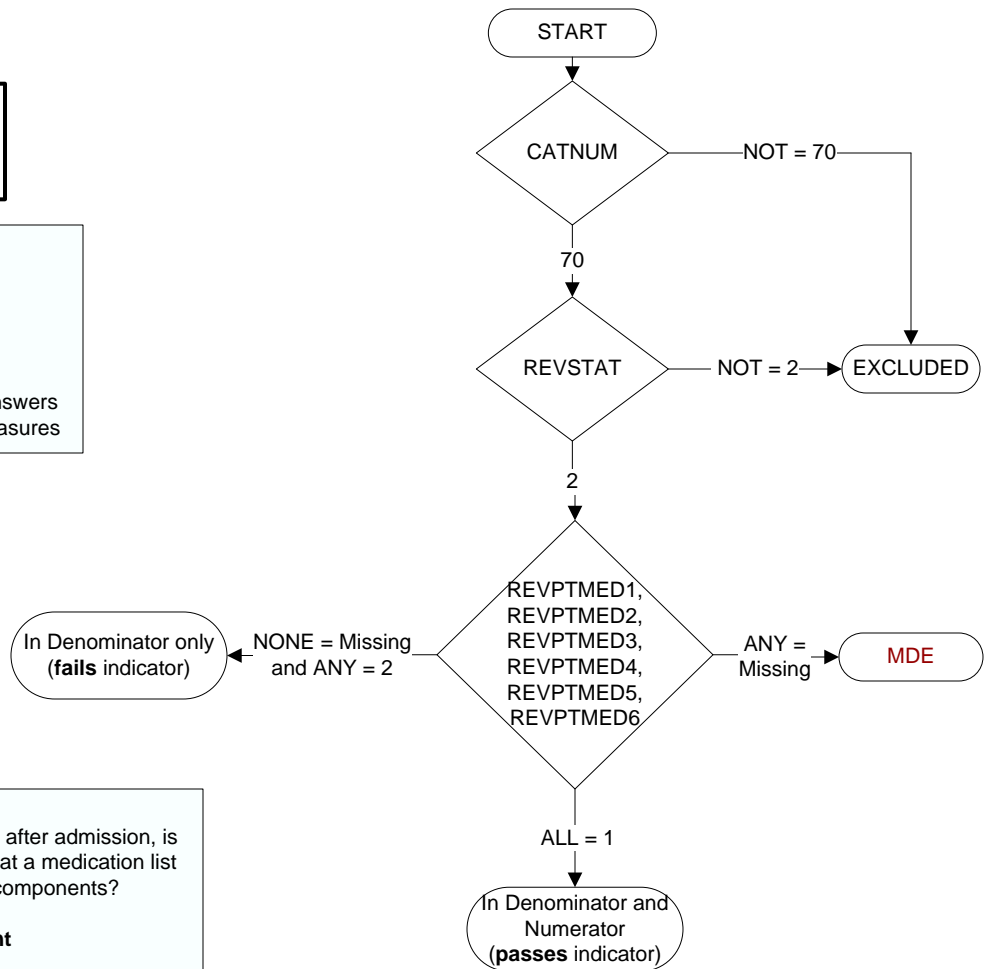 START
CATNUM
NOT = 70
70
REVSTAT
NOT = 2
EXCLUDED
asures
2
REVPTMED1,
REVPTMED2,
REVPTMED3,
REVPTMED4,
REVPTMED5,
REVPTMED6
In Denominator only
(fails indicator)
NONE = Missing
and ANY = 2
ANY =
Missing
MDE
after admission, is
at a medication list
components?
ALL = 1
In Denominator and
Numerator
(passes indicator)